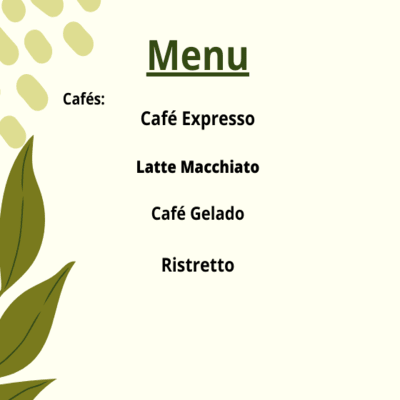 Menu
Cafés:
Café Expresso
Latte Macchiato
Café Gelado
Ristretto